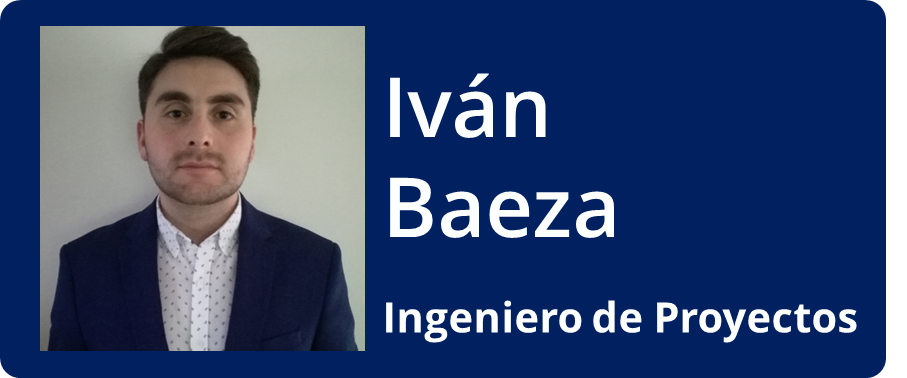 Iván
Baeza
Ingeniero de Proyectos